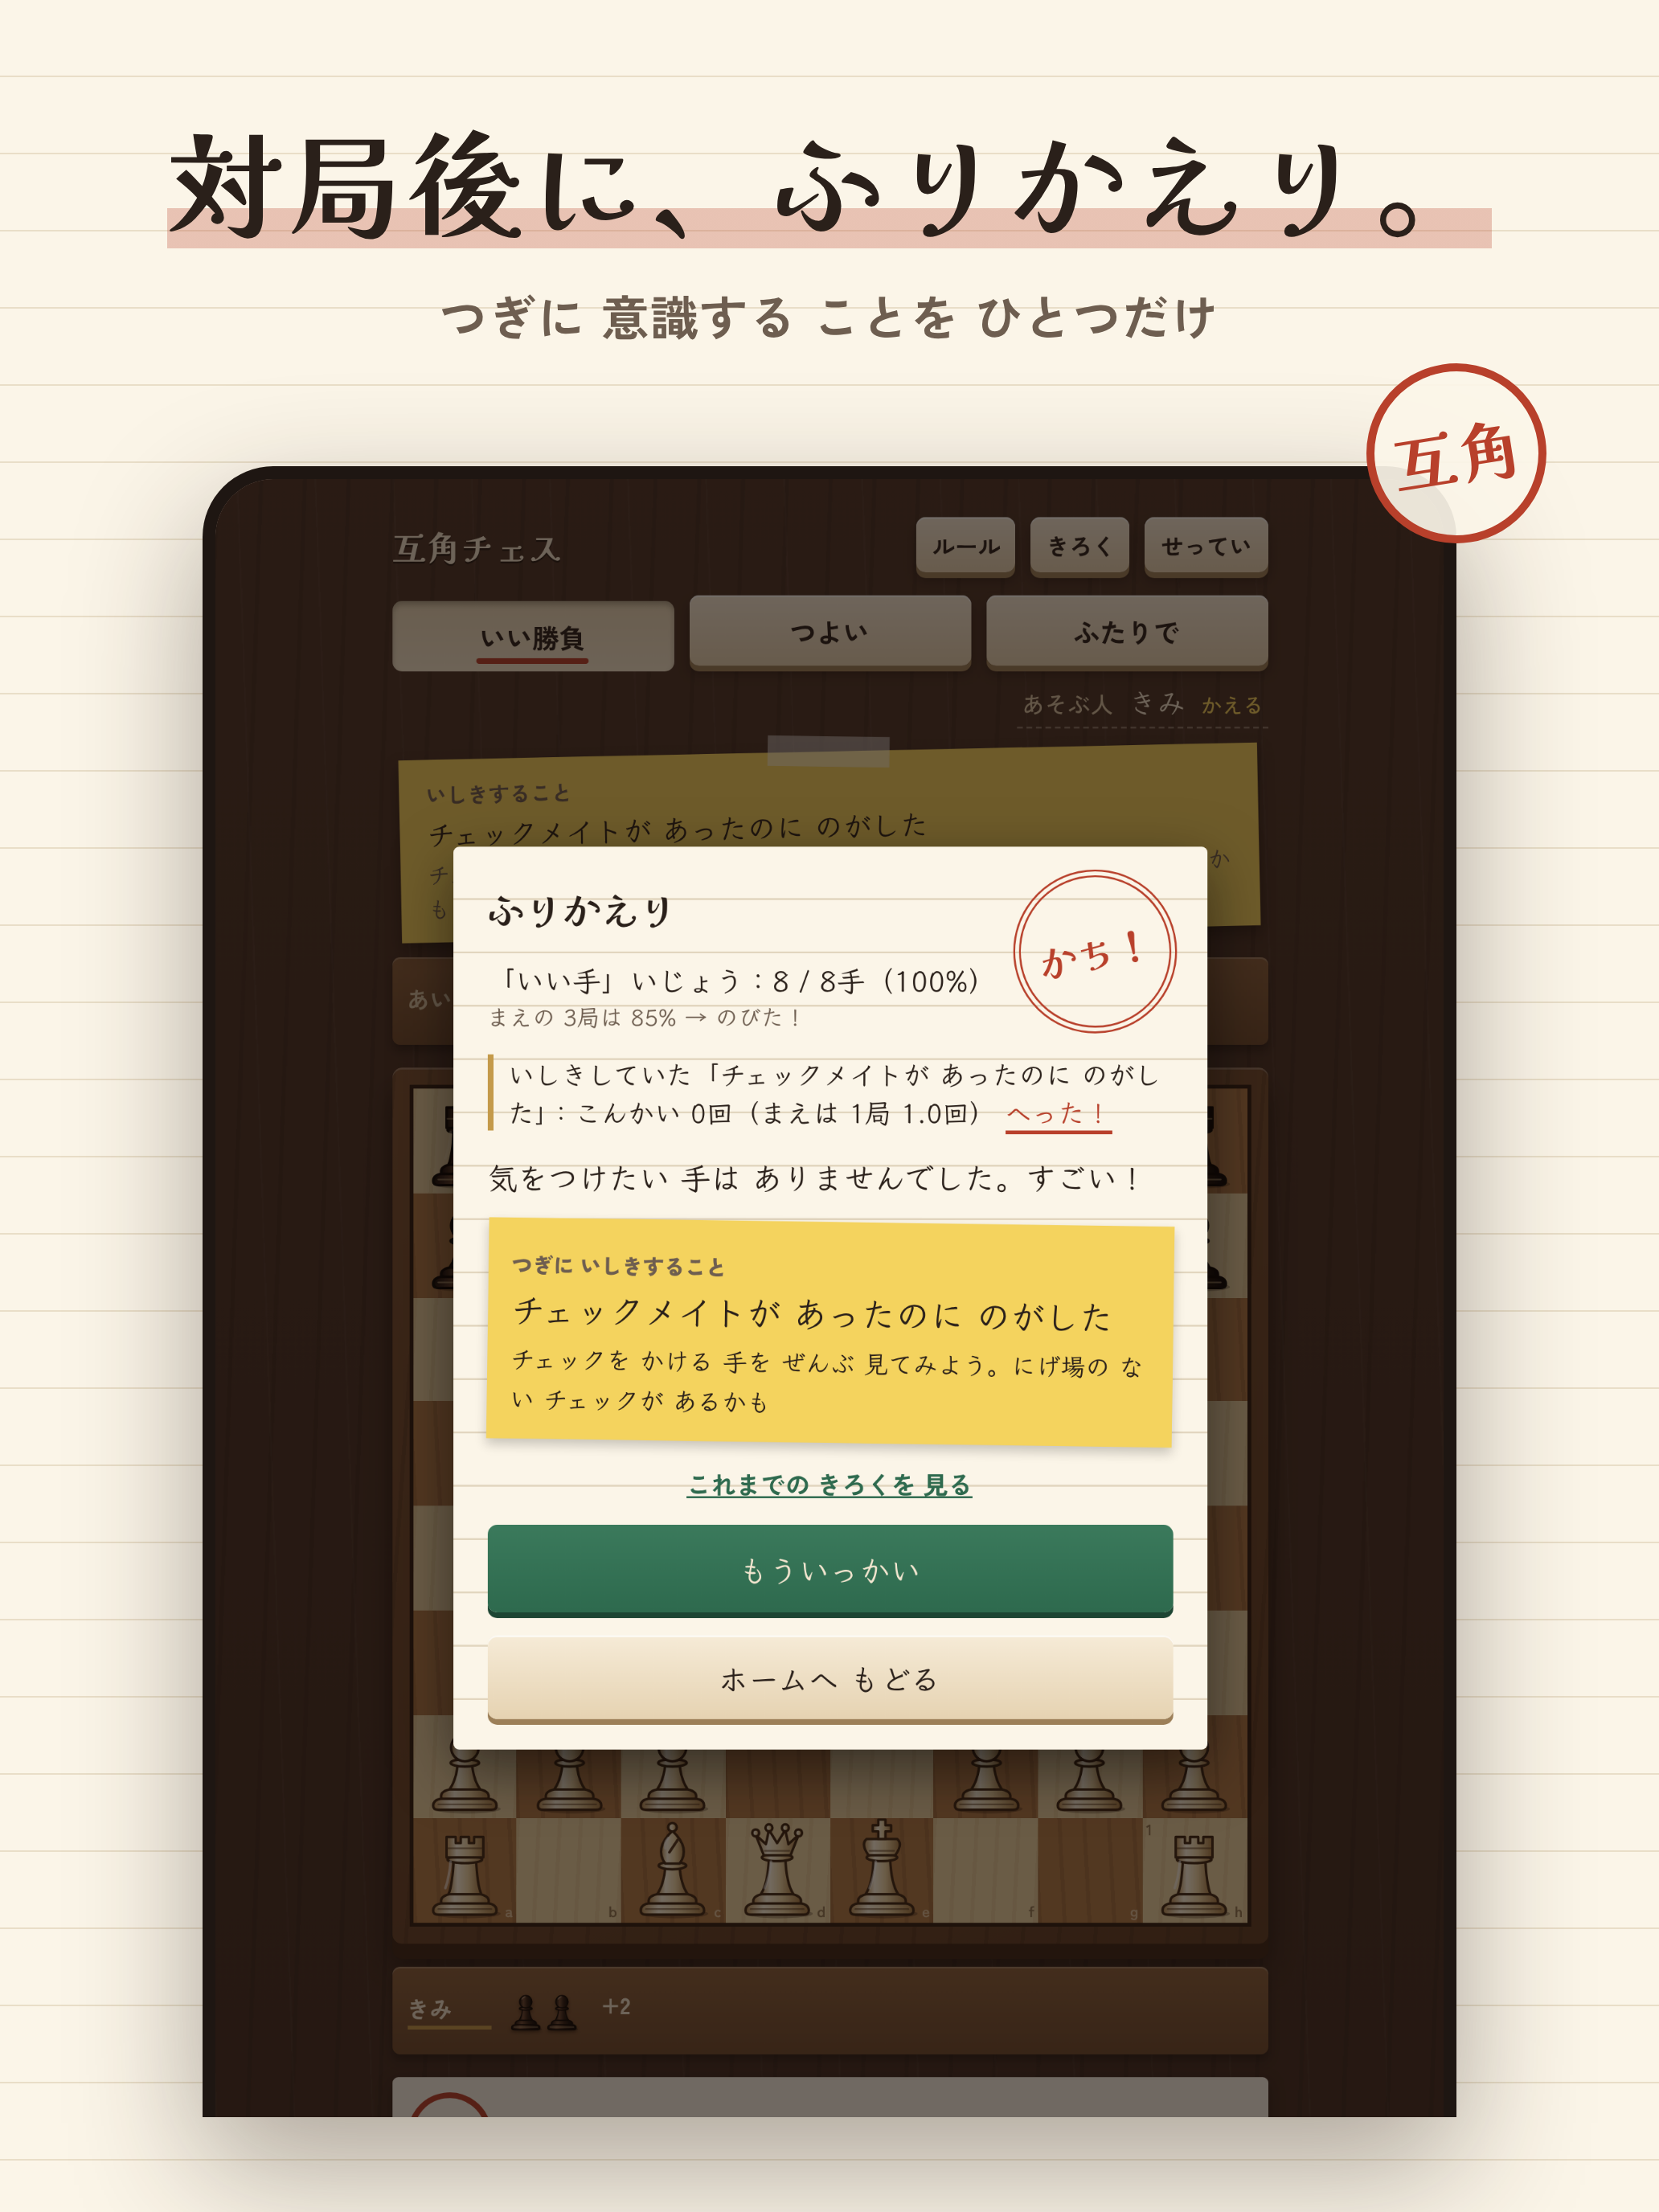 対局後に、ふりかえり。
つぎに 意識する ことを ひとつだけ
互角
互角チェス
ルール
きろく
せってい
いい勝負
つよい
ふたりで
あそぶ人 きみ かえる
いしきすること
チェックメイトが あったのに のがした
チ
か
も
あい
ふりかえり
かち！
「いい手」いじょう：8 / 8手（100%）
まえの 3局は 85% → のびた！
いしきしていた「チェックメイトが あったのに のがし
た」：こんかい 0回（まえは 1局 1.0回） へった！
気をつけたい 手は ありませんでした。すごい！
つぎに いしきすること
チェックメイトが あったのに のがした
チェックを かける 手を ぜんぶ 見てみよう。にげ場の な
い チェックが あるかも
これまでの きろくを 見る
もういっかい
ホームへ もどる
1
a b c d e f g h
きみ +2